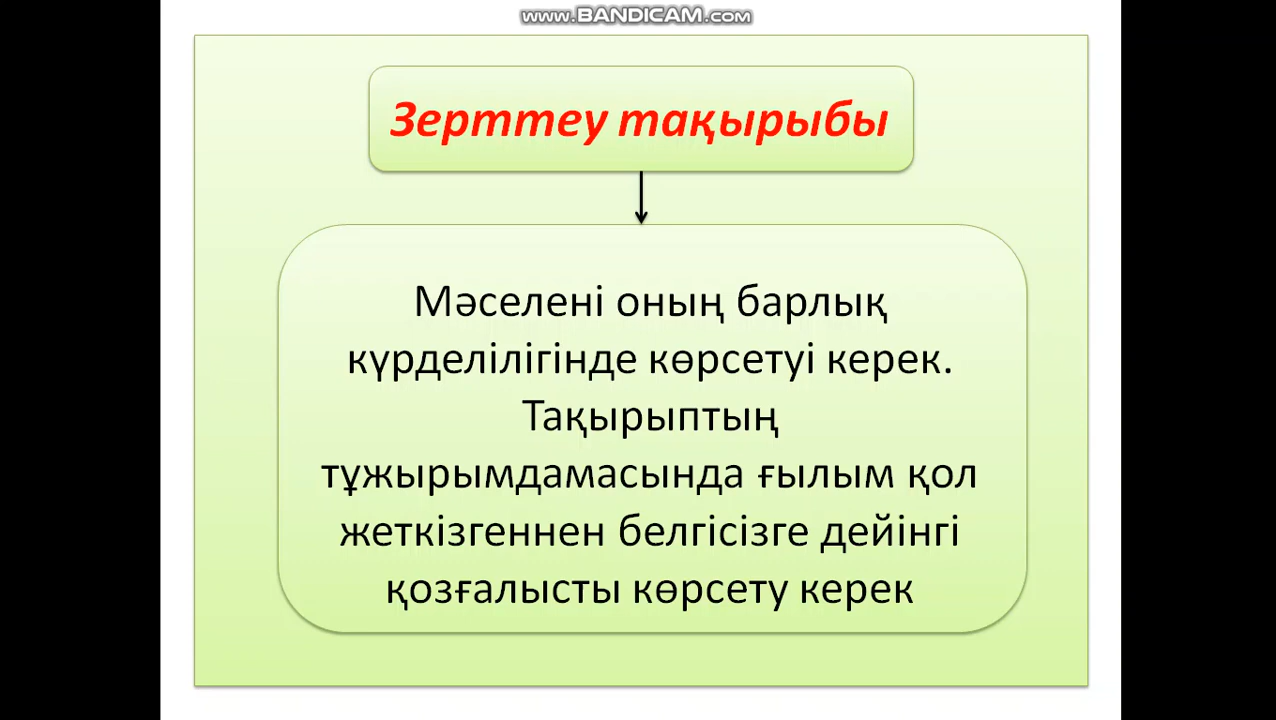 www.BANDICAM.com
Зерттеу тақырыбы
Мәселені оның барлық
күрделілігінде көрсетуі керек.
Тақырыптың
тұжырымдамасында ғылым қол
жеткізгеннен белгісізге дейінгі
қозғалысты көрсету керек